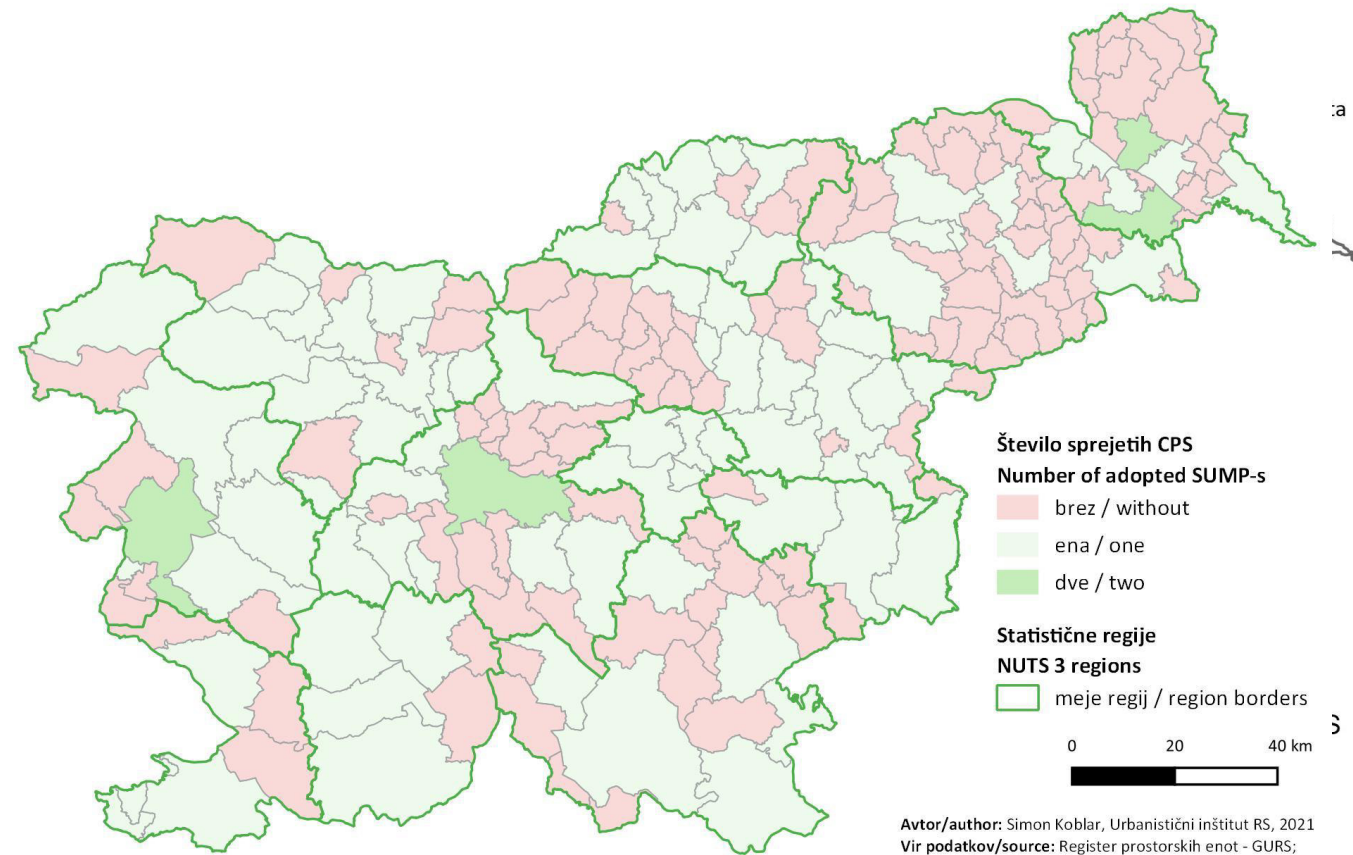 ta
Število sprejetih CPS
Number of adopted SUMP-s
brez / without
ena / one
dve / two
Statistične regije
NUTS 3 regions
meje regij / region borders
S
0 20 40 km
Avtor/author: Simon Koblar, Urbanistični inštitut RS, 2021
Vir podatkov/source: Register prostorskih enot - GURS;